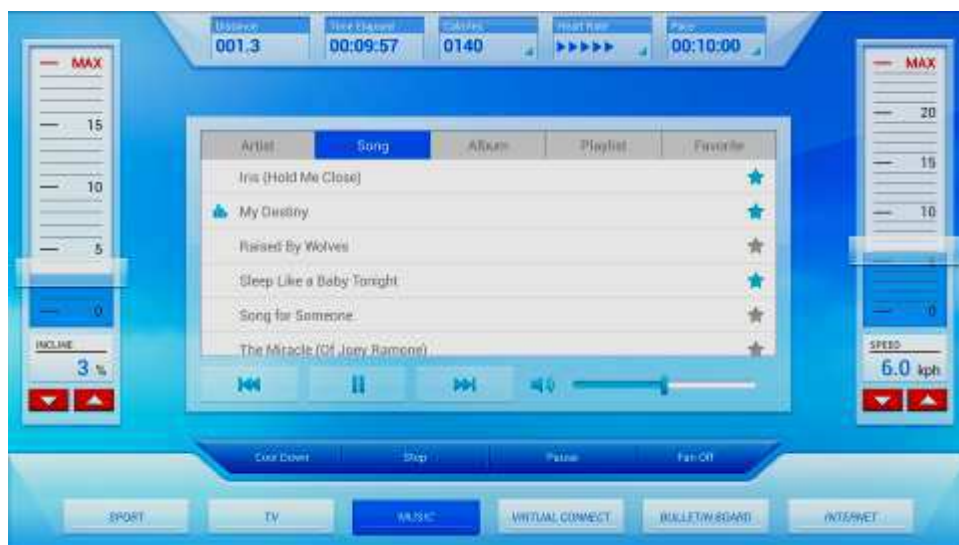 Distance
Time Elapsed
Calories
Heart Rate
Pace
001.3
00:09:57
0140
00:10:00
MAX
15
10
5
0
INCLINE
3 %
Artist
Song
Album
Playlist
Favorite
Iris (Hold Me Close)
My Destiny
Raised By Wolves
Sleep Like a Baby Tonight
Song for Someone
The Miracle (Of Joey Ramone)
MAX
20
15
10
5
0
SPEED
6.0 kph
Cool Down
Stop
Pause
Fan Off
SPORT
TV
MUSIC
VIRTUAL CONNECT
BULLETIN BOARD
INTERNET